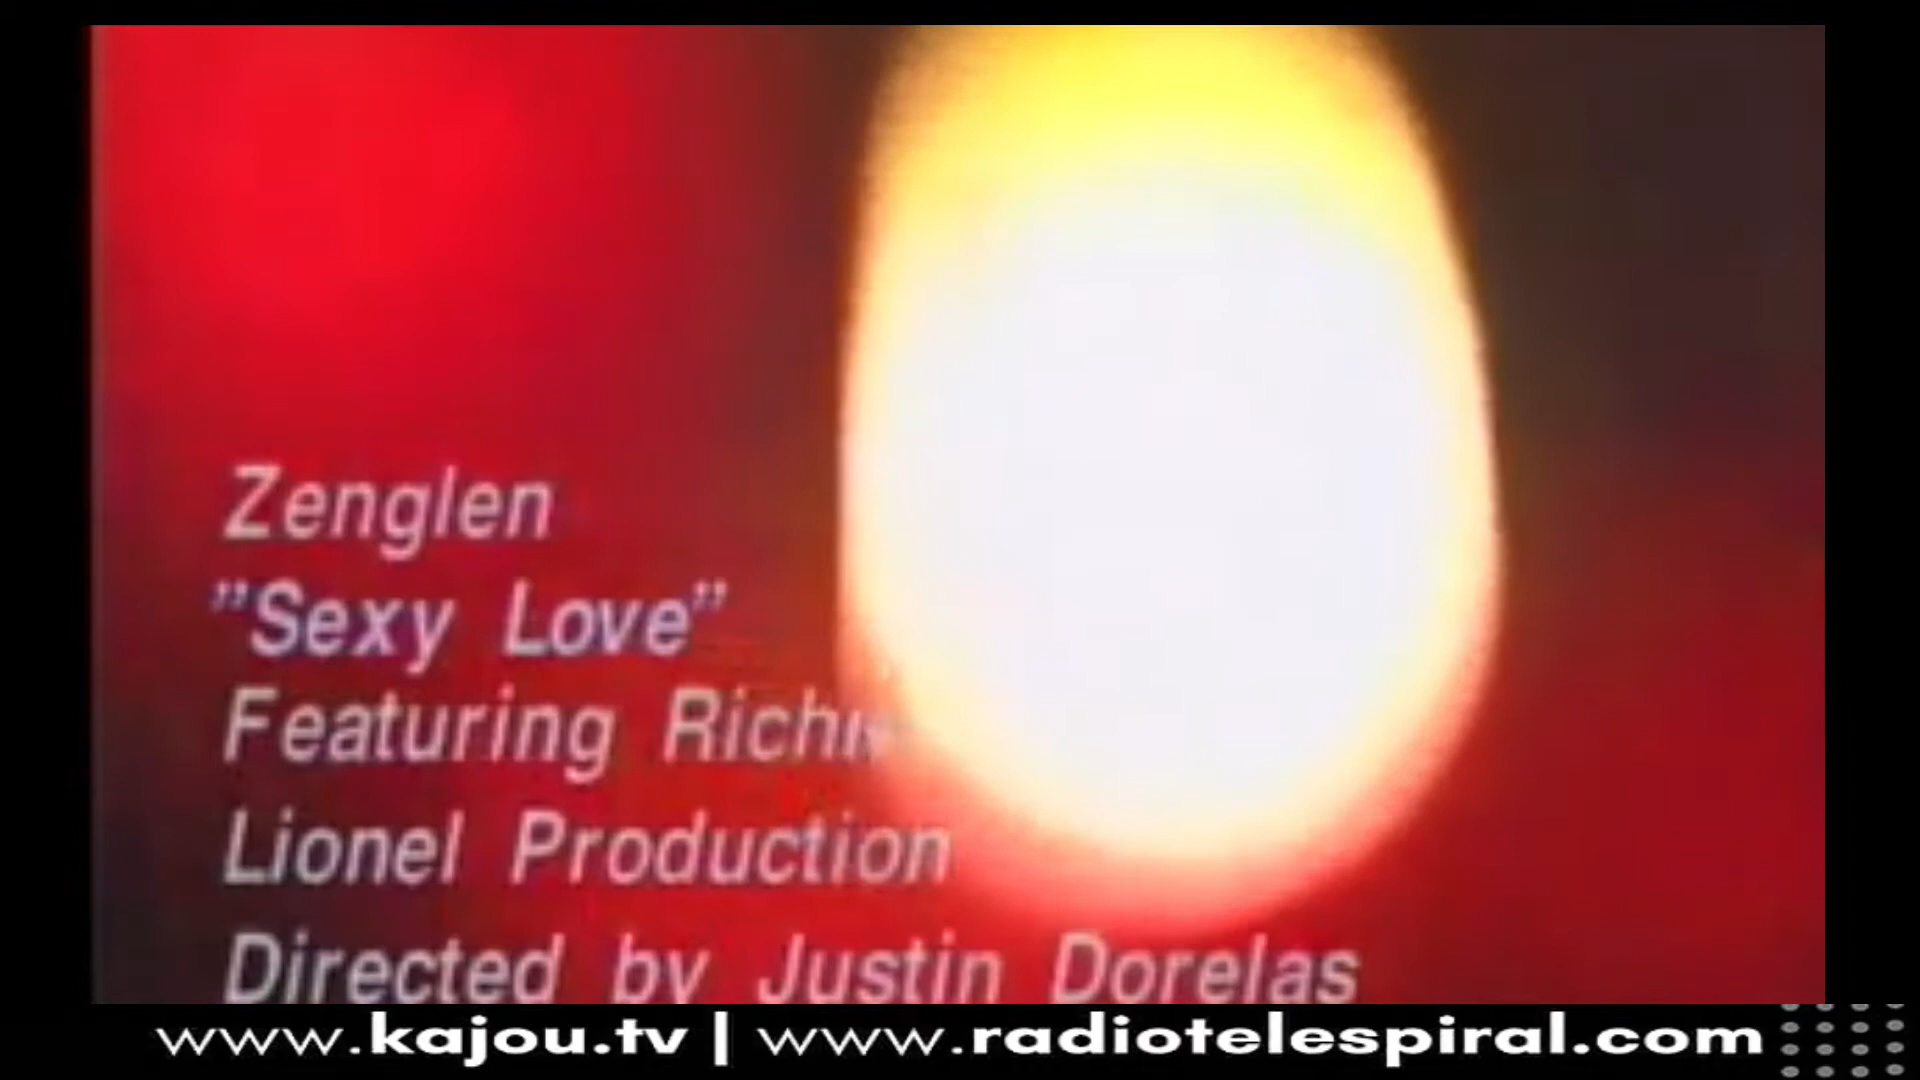 Zenglen
"Sexy Love"
Featuring
Lionel Production
Directed by Justin Dorelas
www.kajou.tv | www.radiotelespiral.com